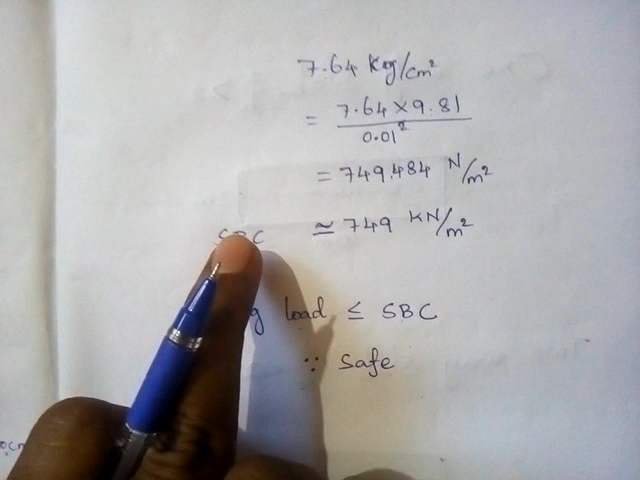 7.64 Kg/cm²
= 7.64 × 9.81
0.01²
= 749.484 N/m²
SBC ≃ 749 KN/m²
load ≤ SBC
∵ Safe